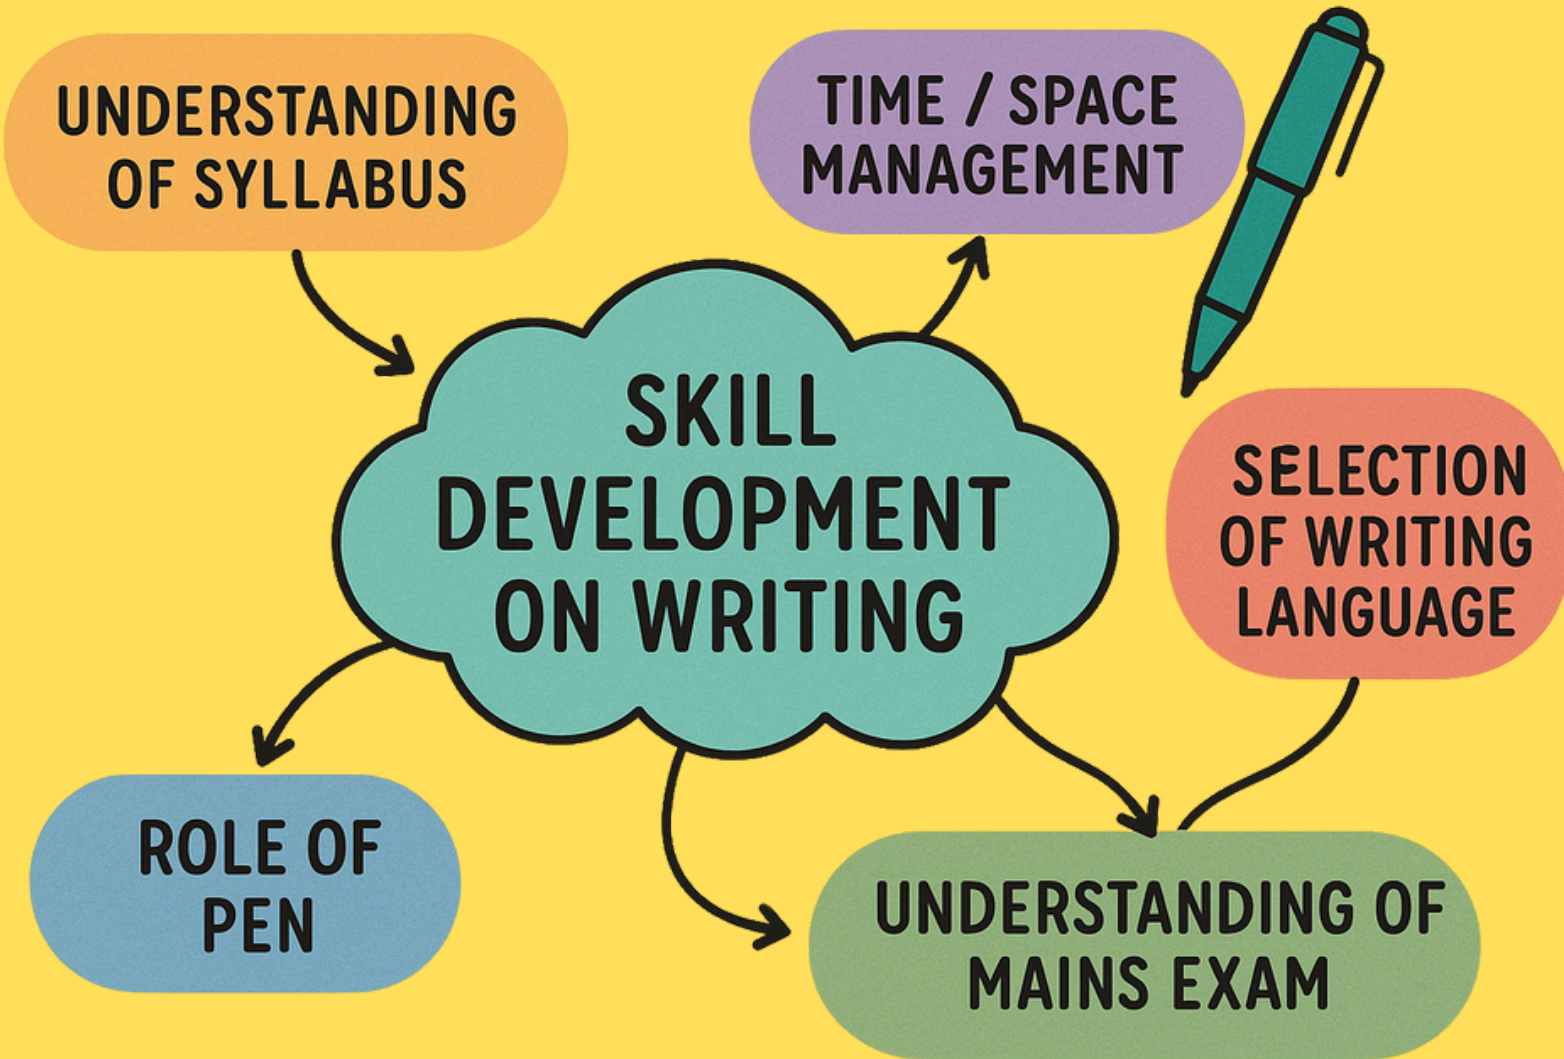 UNDERSTANDING
OF SYLLABUS
TIME / SPACE
MANAGEMENT
SKILL
DEVELOPMENT
ON WRITING
SELECTION
OF WRITING
LANGUAGE
ROLE OF
PEN
UNDERSTANDING OF
MAINS EXAM